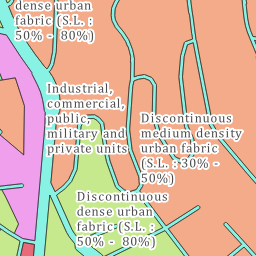 dense urban
fabric (S.L. :
50% -  80%)
Industrial,
commercial,
public,
military and
private units
Discontinuous
medium density
urban fabric
(S.L. : 30% -
50%)
Discontinuous
dense urban
fabric (S.L. :
50% -  80%)